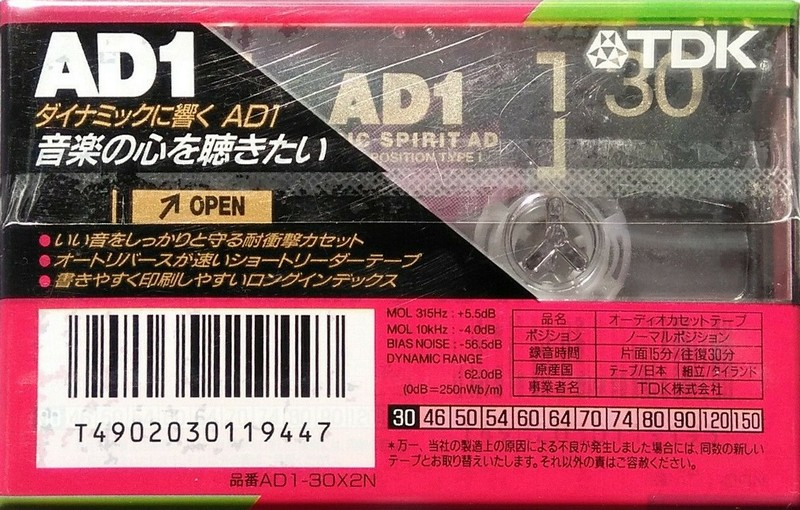 AD1
ダイナミックに響く AD1
音楽の心を聴きたい
TDK
AD1
30
IC-SPIRIT AD
POSITION TYPE I
OPEN
●いい音をしっかりと守る耐衝撃カセット
●オートリバースが速いショートリーダーテープ
●書きやすく印刷しやすいロングインデックス
T4902030119447
品番AD1-30X2N
MOL 315Hz : +5.5dB
MOL 10kHz : -4.0dB
BIAS NOISE : -56.5dB
DYNAMIC RANGE
: 62.0dB
(0dB=250nWb/m)
品名 オーディオカセットテープ
ポジション ノーマルポジション
録音時間 片面15分/往復30分
原産国 テープ/日本 組立/タイランド
事業者名 TDK株式会社
30 46 50 54 60 64 70 74 80 90 120 150
*万一、当社の製造上の原因による不良が発生しました場合には、同数の新しい
テープとお取り替えいたします。それ以外の責はご容赦ください。